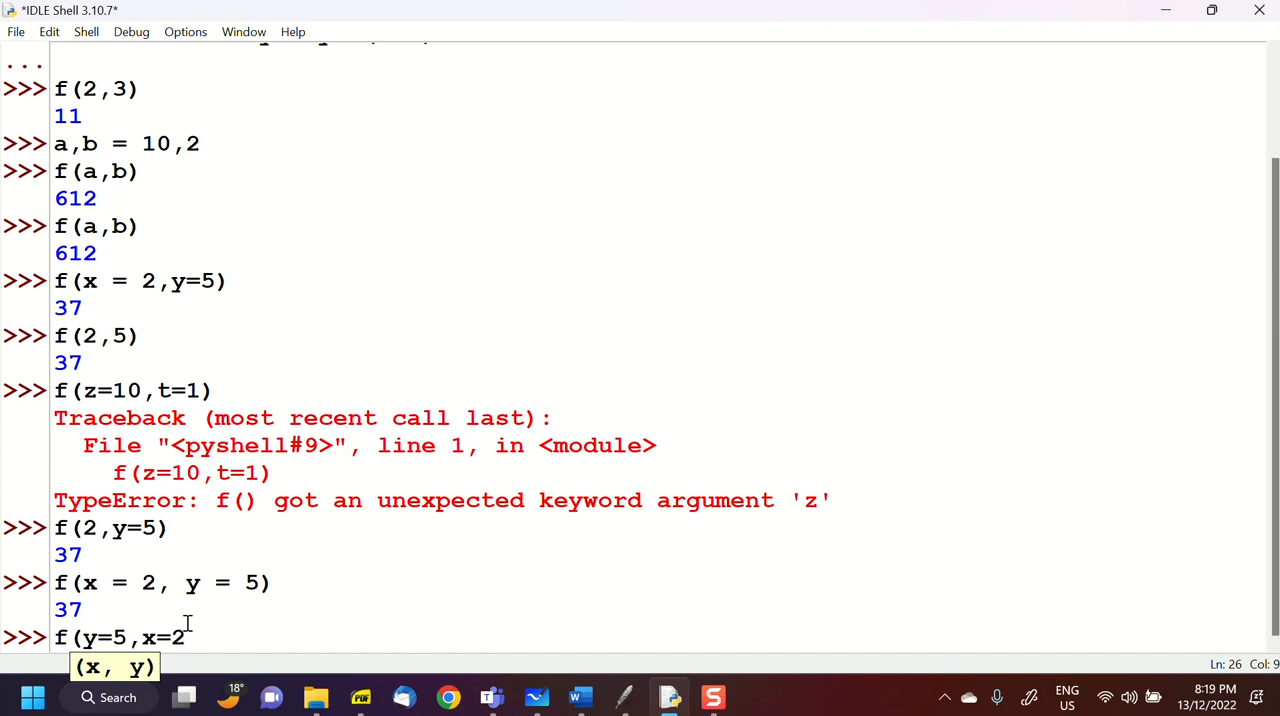 *IDLE Shell 3.10.7*
File Edit Shell Debug Options Window Help
...
>>> f(2,3)
11
>>> a,b = 10,2
>>> f(a,b)
612
>>> f(a,b)
612
>>> f(x = 2,y=5)
37
>>> f(2,5)
37
>>> f(z=10,t=1)
Traceback (most recent call last):
  File "<pyshell#9>", line 1, in <module>
    f(z=10,t=1)
TypeError: f() got an unexpected keyword argument 'z'
>>> f(2,y=5)
37
>>> f(x = 2, y = 5)
37
>>> f(y=5,x=2
(x, y)
Ln: 26 Col: 9
Search
18°
PDF
W
S
ENG
US
8:19 PM
13/12/2022